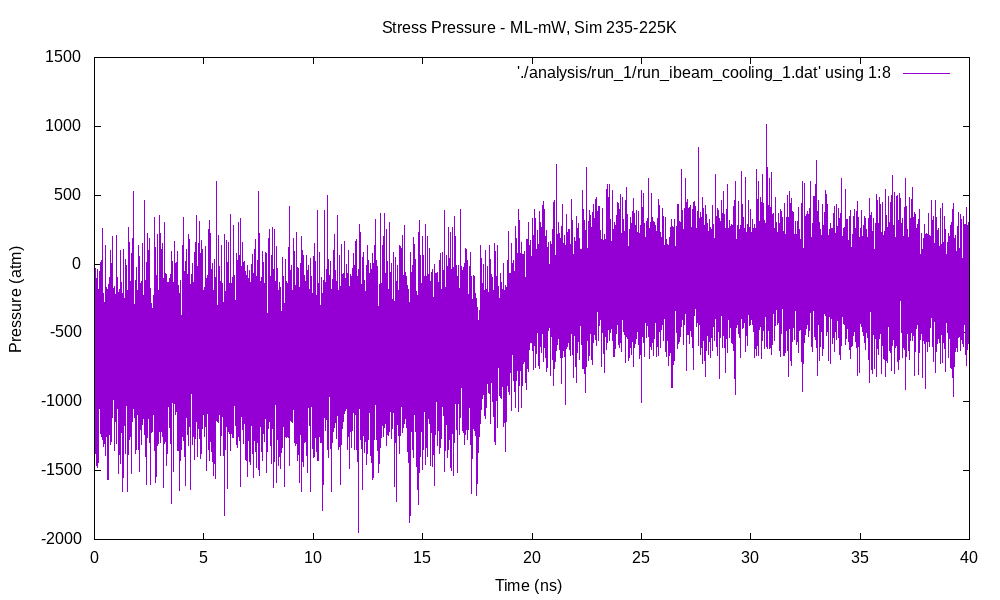 Stress Pressure - ML-mW, Sim 235-225K
'./analysis/run_1/run_ibeam_cooling_1.dat' using 1:8
Pressure (atm)
1500
1000
500
0
-500
-1000
-1500
-2000
0 5 10 15 20 25 30 35 40
Time (ns)